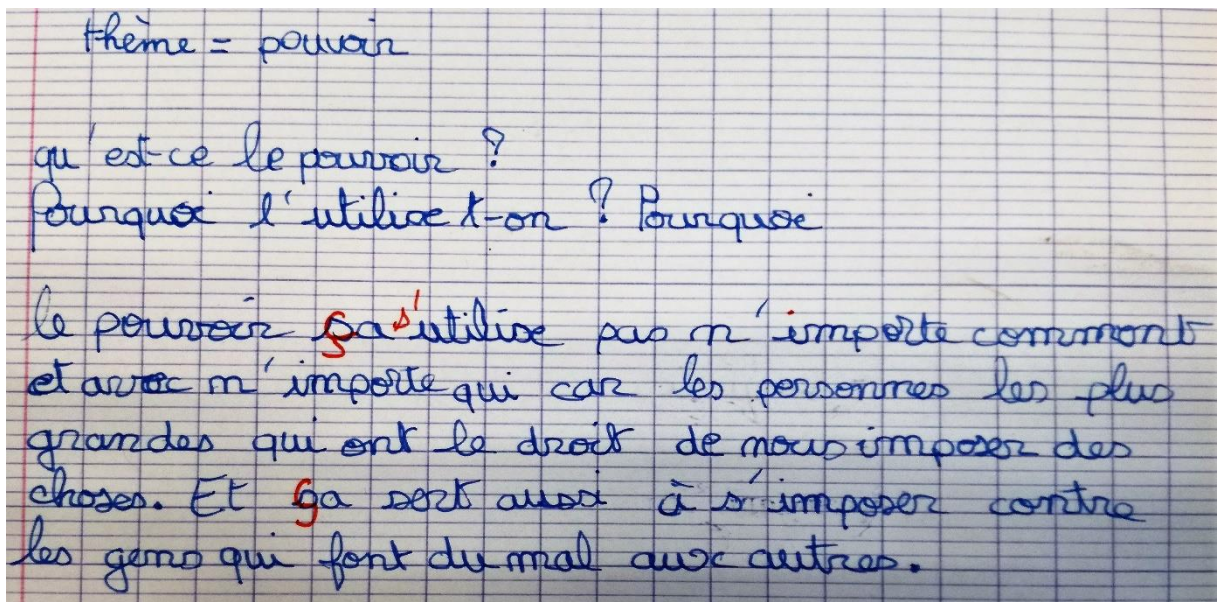 thème = pouvoir
qu'est-ce le pouvoir ?
Pourquoi l'utilise t-on ? Pourquoi
le pouvoir ça s'utilise pas n'importe comment
et avec n'importe qui car les personnes les plus
grandes qui ont le droit de nous imposer des
choses. Et ça sert aussi à s'imposer contre
les gens qui font du mal aux autres.